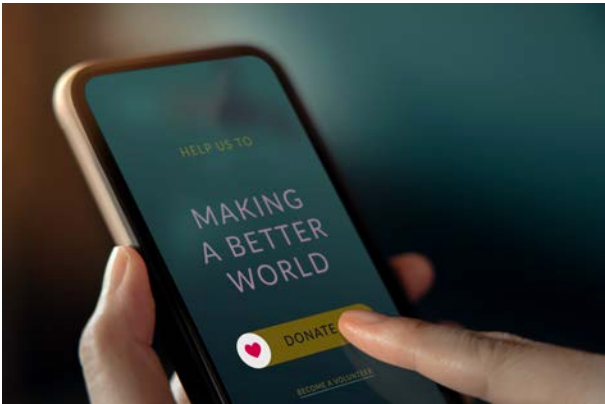 HELP US TO
MAKING
A BETTER
WORLD
DONATE
BECOME A VOLUNTEER